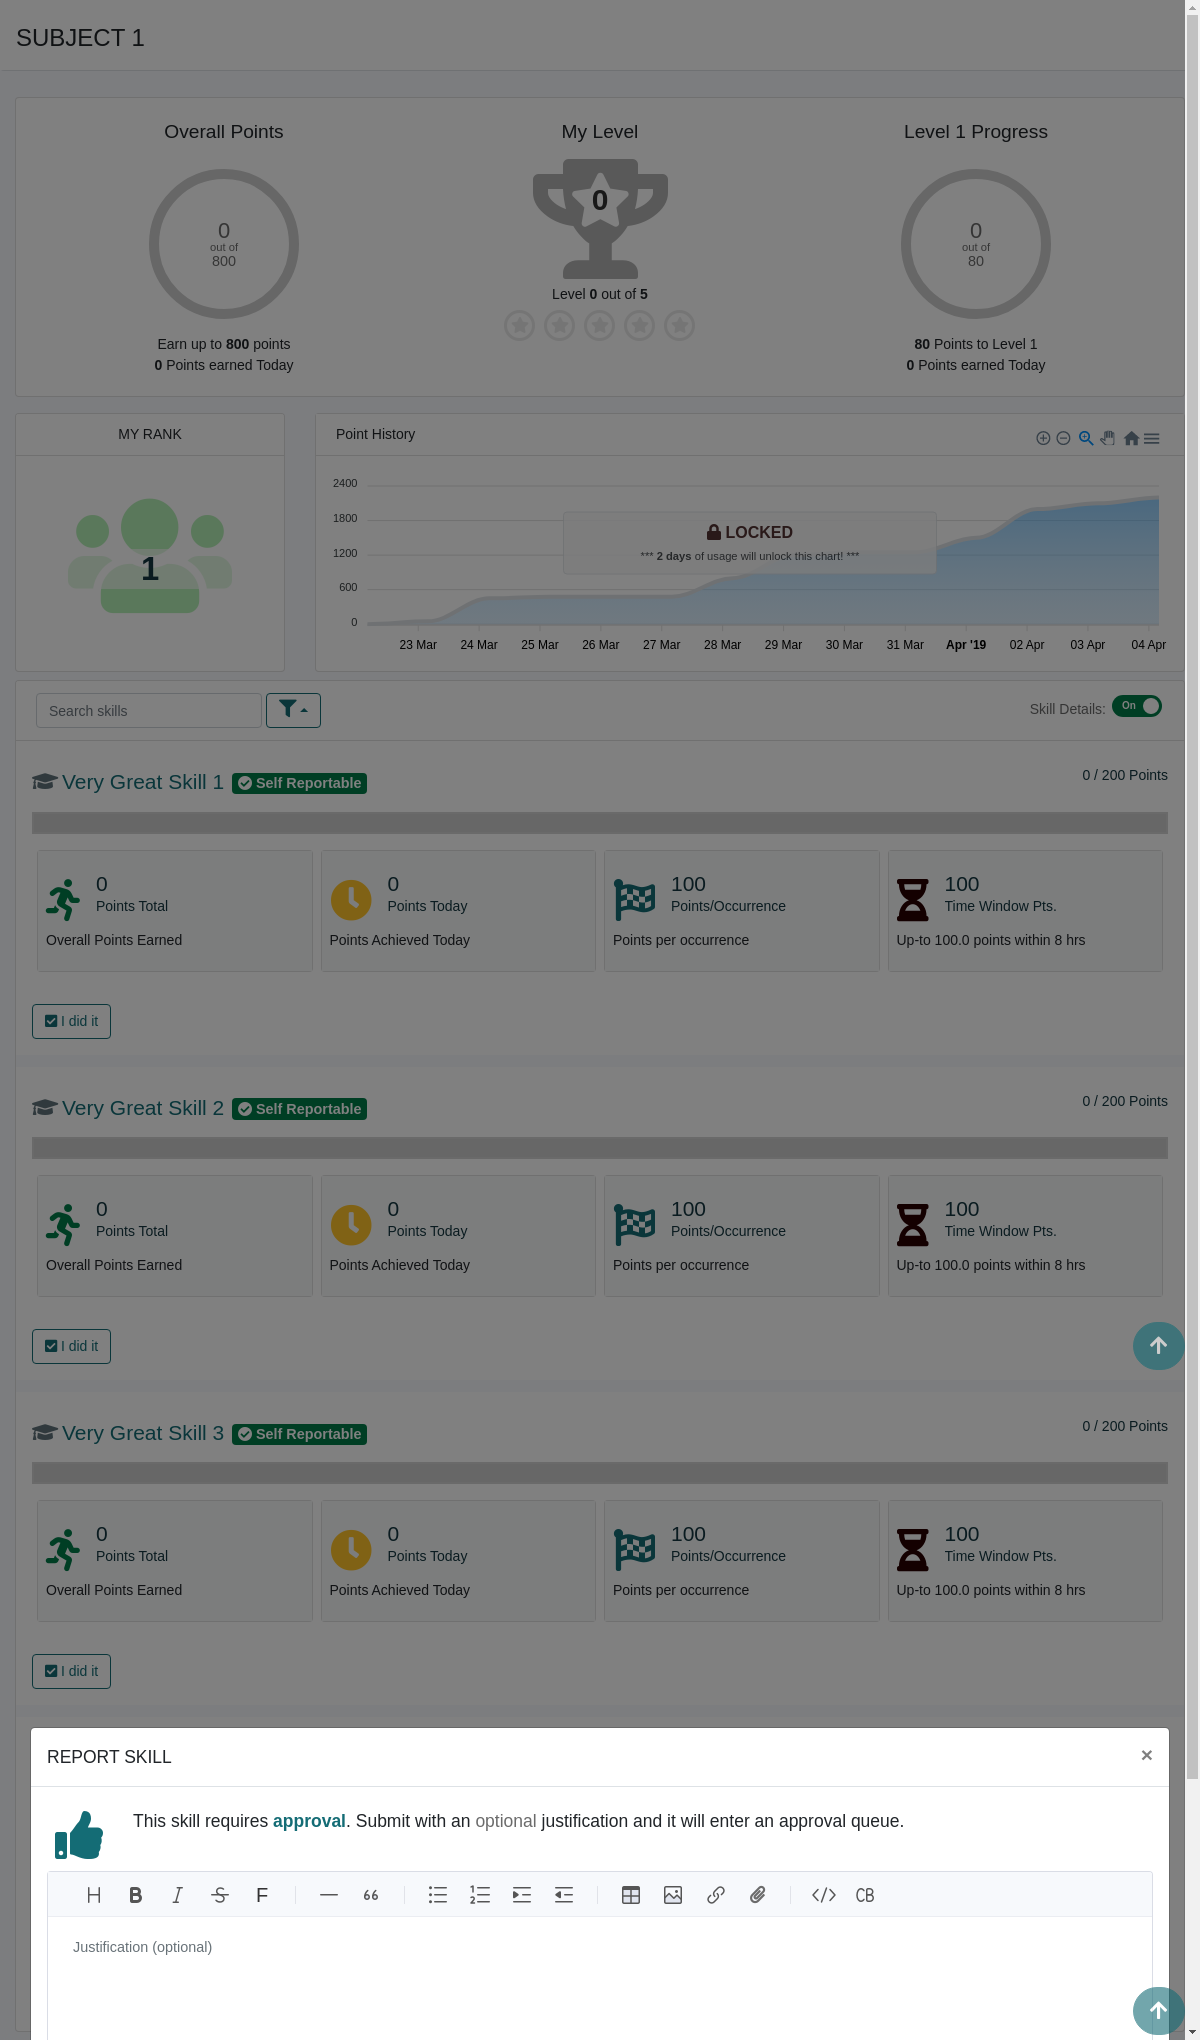 SUBJECT 1
Overall Points
0
out of
800
Earn up to 800 points
0 Points earned Today
My Level
0
Level 0 out of 5
Level 1 Progress
0
out of
80
80 Points to Level 1
0 Points earned Today
MY RANK
1
Point History
2400
1800
1200
600
0
LOCKED
*** 2 days of usage will unlock this chart! ***
23 Mar 24 Mar 25 Mar 26 Mar 27 Mar 28 Mar 29 Mar 30 Mar 31 Mar Apr '19 02 Apr 03 Apr 04 Apr
Search skills
Skill Details: On
Very Great Skill 1 Self Reportable
0 / 200 Points
0
Points Total
Overall Points Earned
0
Points Today
Points Achieved Today
100
Points/Occurrence
Points per occurrence
100
Time Window Pts.
Up-to 100.0 points within 8 hrs
I did it
Very Great Skill 2 Self Reportable
0 / 200 Points
0
Points Total
Overall Points Earned
0
Points Today
Points Achieved Today
100
Points/Occurrence
Points per occurrence
100
Time Window Pts.
Up-to 100.0 points within 8 hrs
I did it
Very Great Skill 3 Self Reportable
0 / 200 Points
0
Points Total
Overall Points Earned
0
Points Today
Points Achieved Today
100
Points/Occurrence
Points per occurrence
100
Time Window Pts.
Up-to 100.0 points within 8 hrs
I did it
REPORT SKILL ×
This skill requires approval. Submit with an optional justification and it will enter an approval queue.
H B I S F — 66 </> CB
Justification (optional)